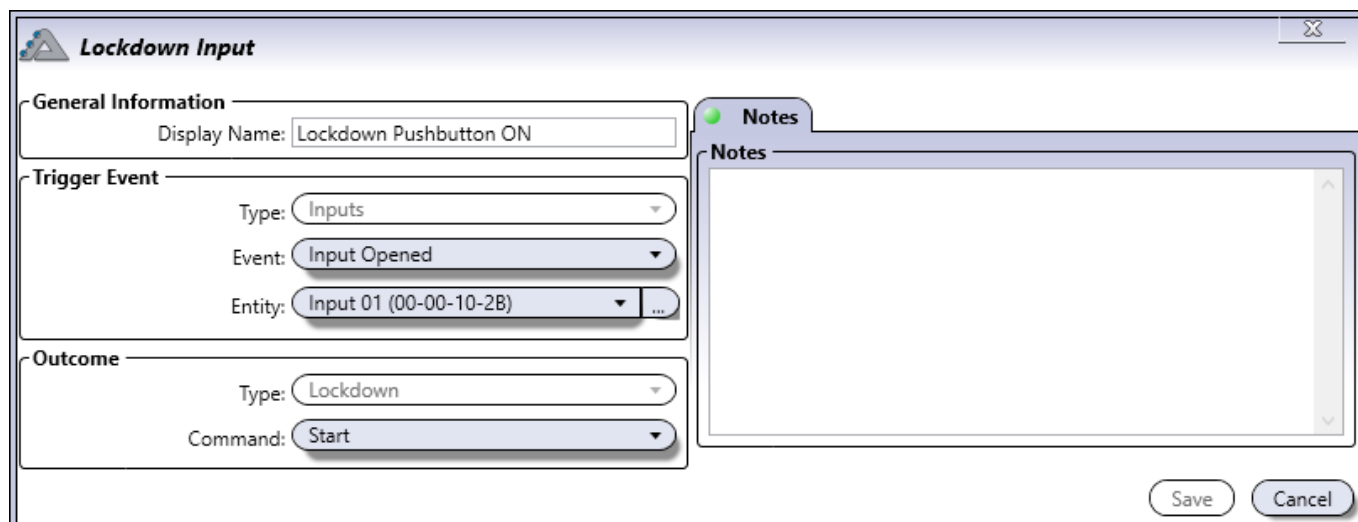 Lockdown Input
General Information
Display Name: Lockdown Pushbutton ON
Trigger Event
Type: Inputs
Event: Input Opened
Entity: Input 01 (00-00-10-2B) ...
Outcome
Type: Lockdown
Command: Start
Notes
Notes
Save Cancel